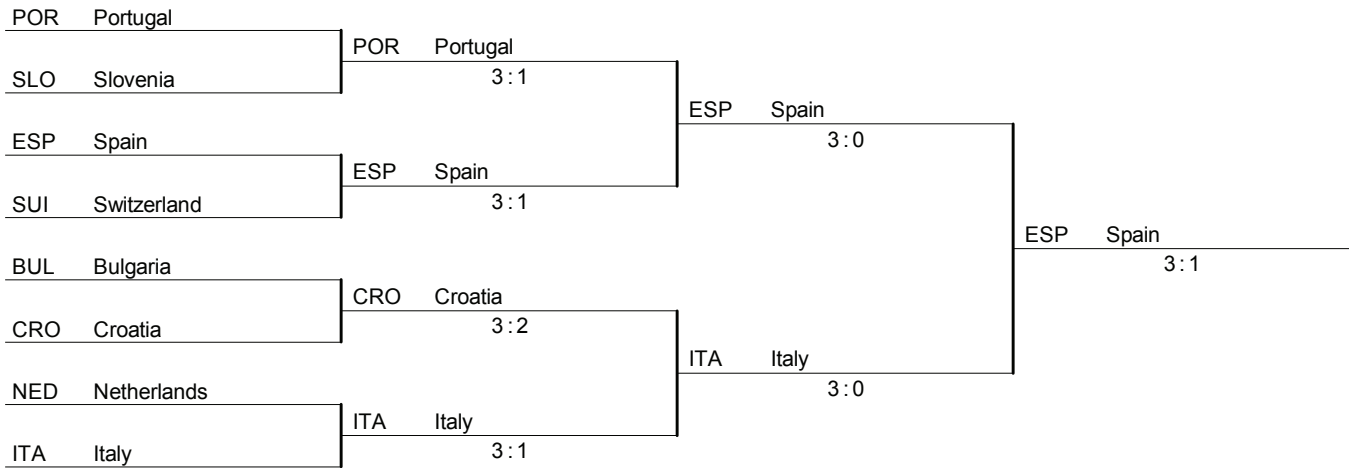 POR Portugal
POR Portugal
3 : 1
SLO Slovenia
ESP Spain
3 : 0
ESP Spain
ESP Spain
3 : 1
SUI Switzerland
ESP Spain
3 : 1
BUL Bulgaria
CRO Croatia
3 : 2
CRO Croatia
ITA Italy
3 : 0
NED Netherlands
ITA Italy
3 : 1
ITA Italy